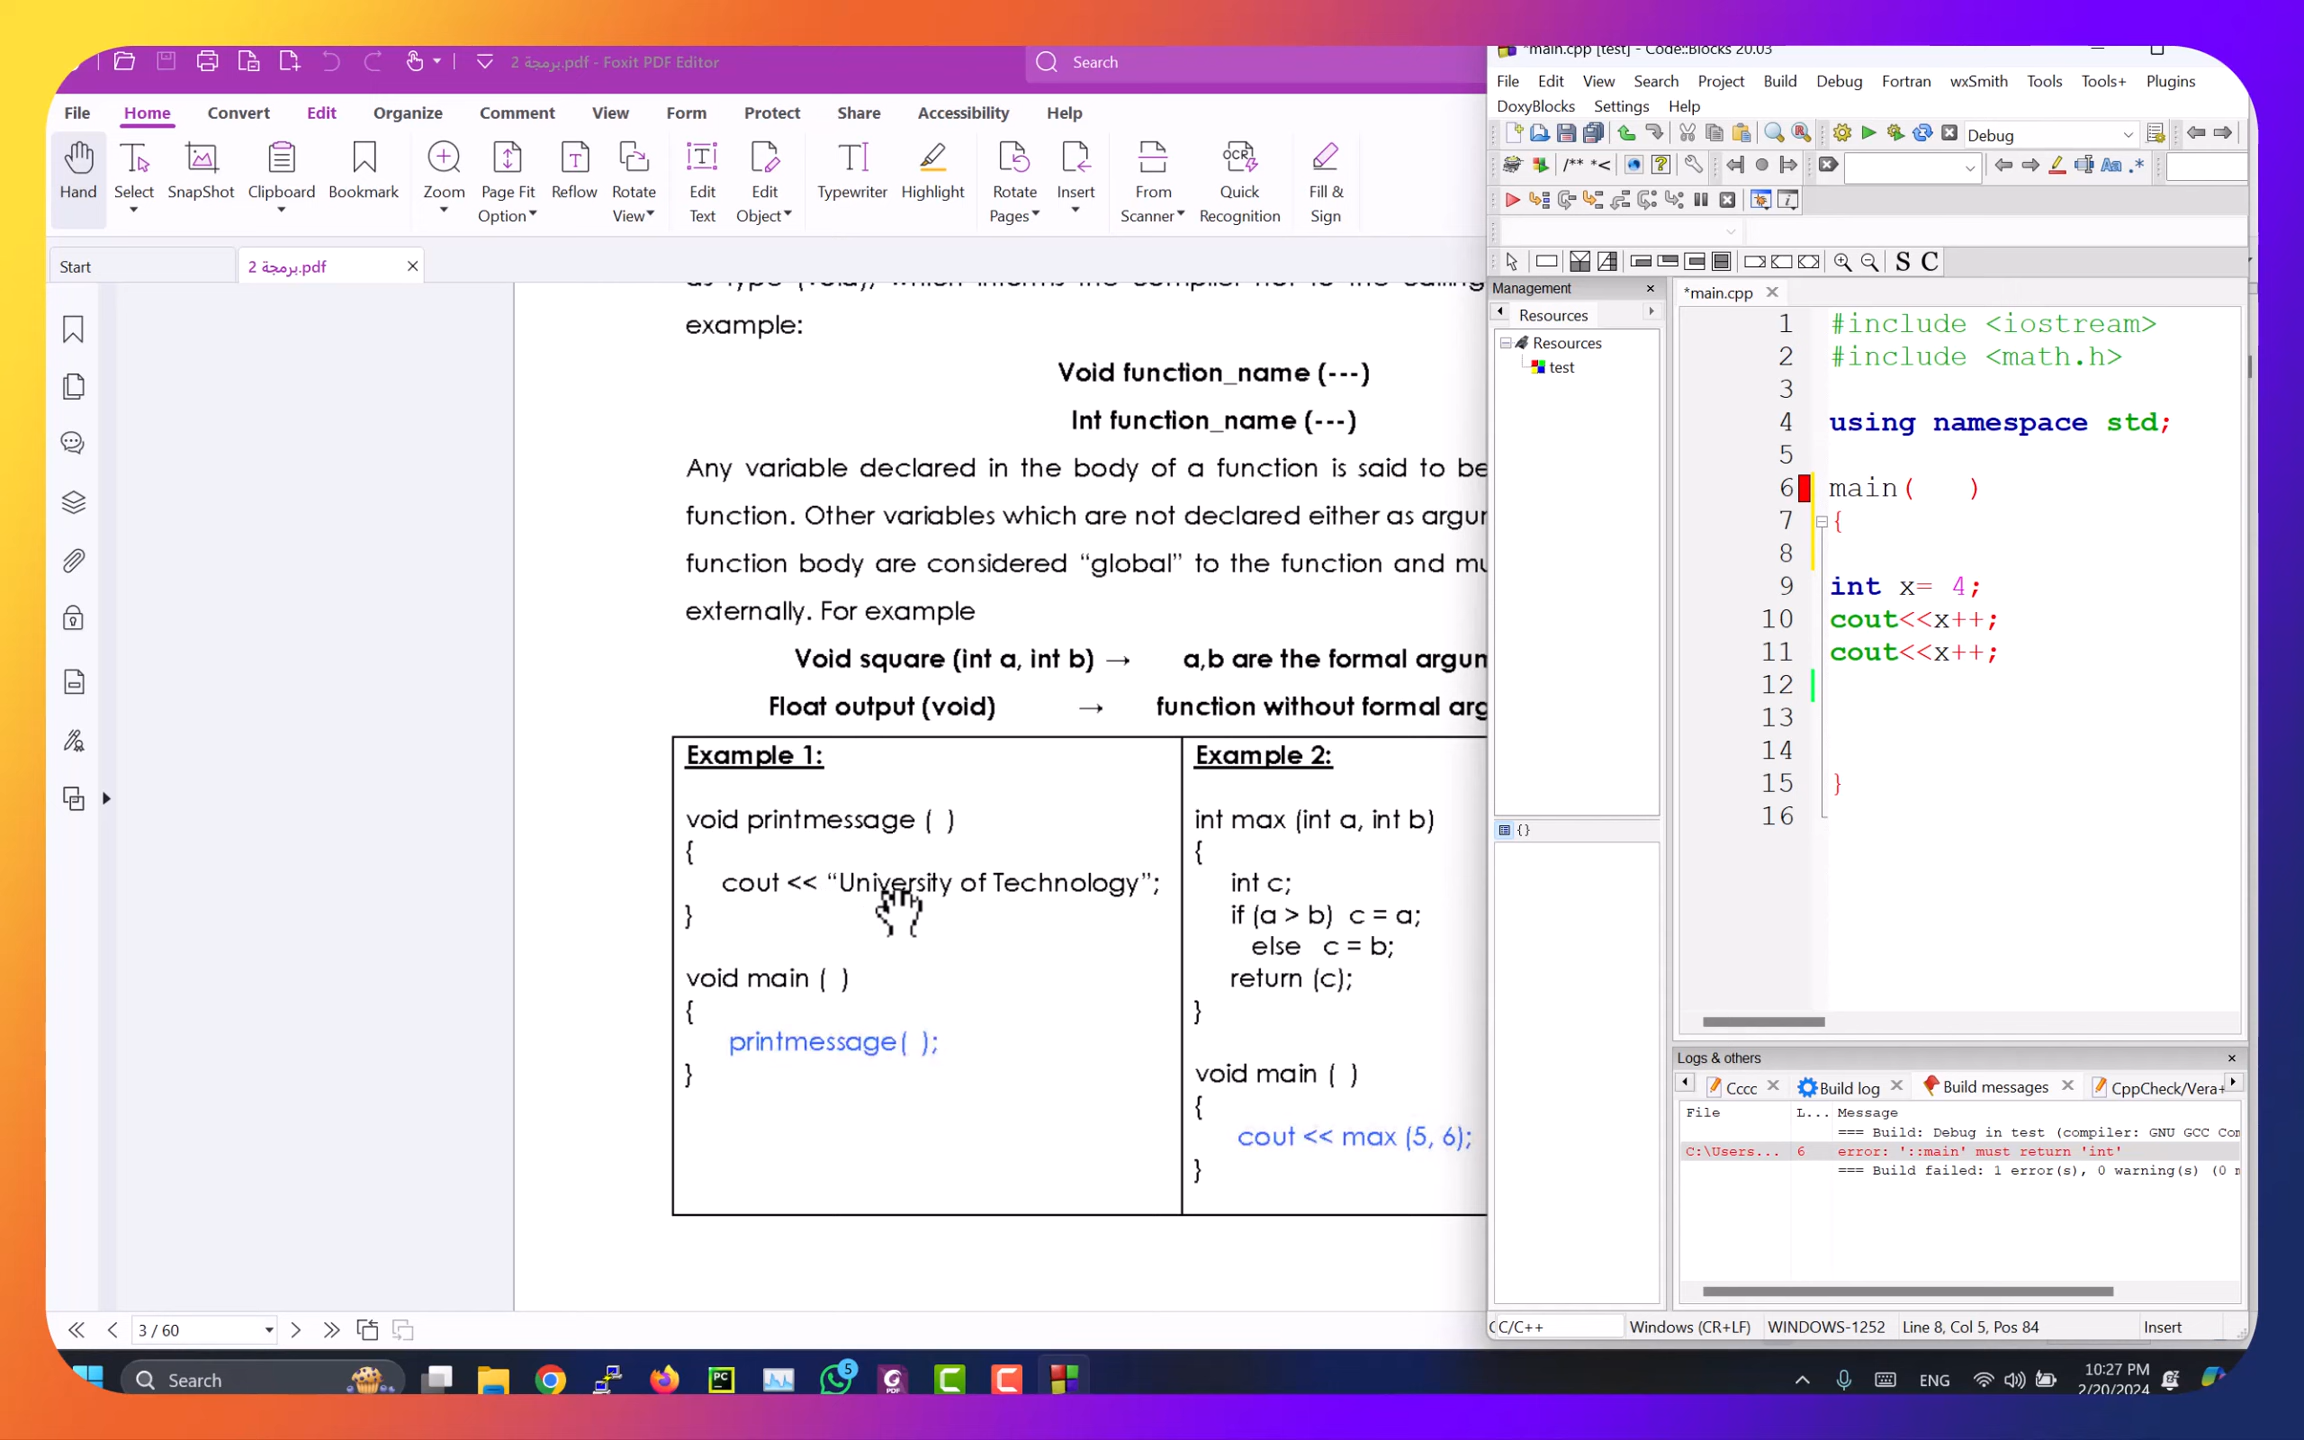 برمجة 2.pdf - Foxit PDF Editor
Search
File Home Convert Edit Organize Comment View Form Protect Share Accessibility Help
Hand Select SnapShot Clipboard Bookmark Zoom Page Fit Option Reflow Rotate View Edit Text Edit Object Typewriter Highlight Rotate Pages Insert From Scanner Quick Recognition Fill & Sign
Start
برمجة 2.pdf
example:
Void function_name (---)
Int function_name (---)
Any variable declared in the body of a function is said to be
function. Other variables which are not declared either as argum
function body are considered “global” to the function and mu
externally. For example
Void square (int a, int b) → a,b are the formal argum
Float output (void) → function without formal arg
Example 1:
void printmessage ( )
{
cout << “University of Technology”;
}
void main ( )
{
printmessage( );
}
Example 2:
int max (int a, int b)
{
int c;
if (a > b) c = a;
else c = b;
return (c);
}
void main ( )
{
cout << max (5, 6);
}
3 / 60
*main.cpp [test] - Code::Blocks 20.03
File Edit View Search Project Build Debug Fortran wxSmith Tools Tools+ Plugins
DoxyBlocks Settings Help
Debug
/** *<
S C
Management
Resources
Resources
test
{}
*main.cpp
1 #include <iostream>
2 #include <math.h>
3
4 using namespace std;
5
6 main( )
7 {
8
9 int x= 4;
10 cout<<x++;
11 cout<<x++;
12
13
14
15 }
16
Logs & others
Cccc Build log Build messages CppCheck/Vera+
File L... Message
=== Build: Debug in test (compiler: GNU GCC Com
C:\Users... 6 error: '::main' must return 'int'
=== Build failed: 1 error(s), 0 warning(s) (0 m
C/C++ Windows (CR+LF) WINDOWS-1252 Line 8, Col 5, Pos 84 Insert
Search
5
ENG
10:27 PM
2/20/2024